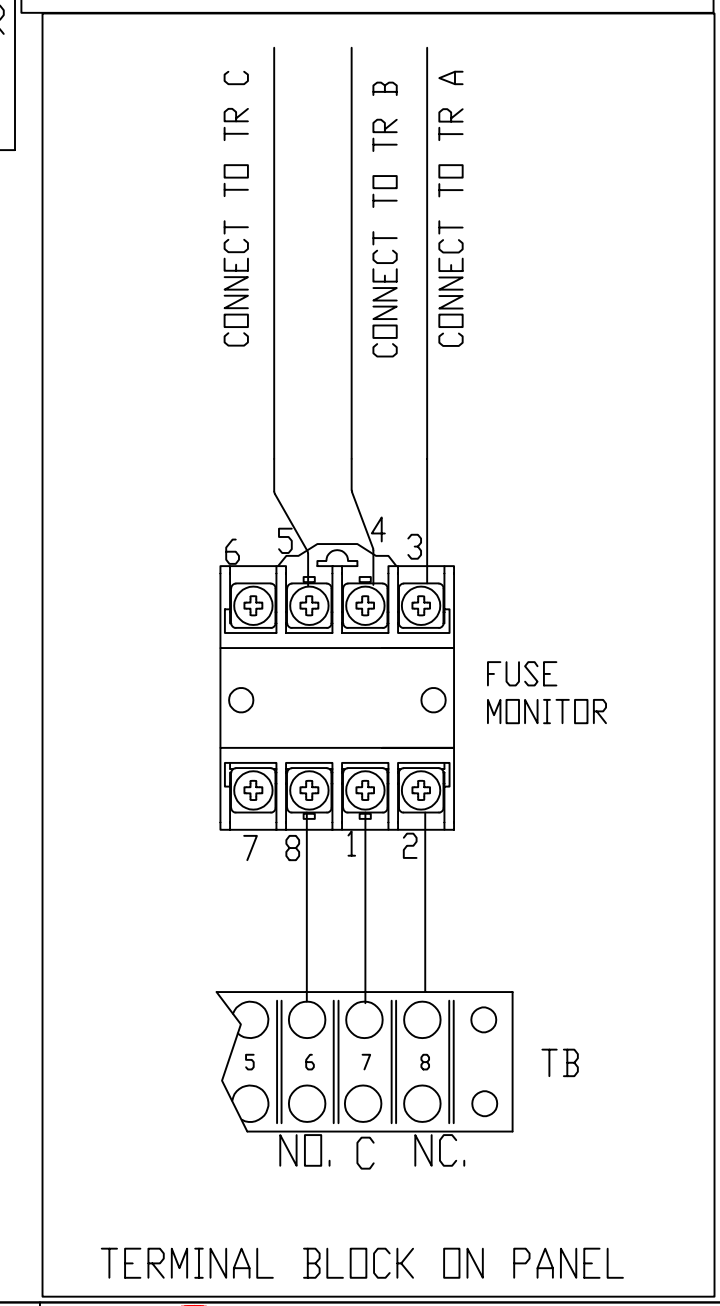 CONNECT TO TR C
CONNECT TO TR B
CONNECT TO TR A
6 5 4 3
FUSE
MONITOR
7 8 1 2
5 6 7 8
TB
NO. C NC.
TERMINAL BLOCK ON PANEL